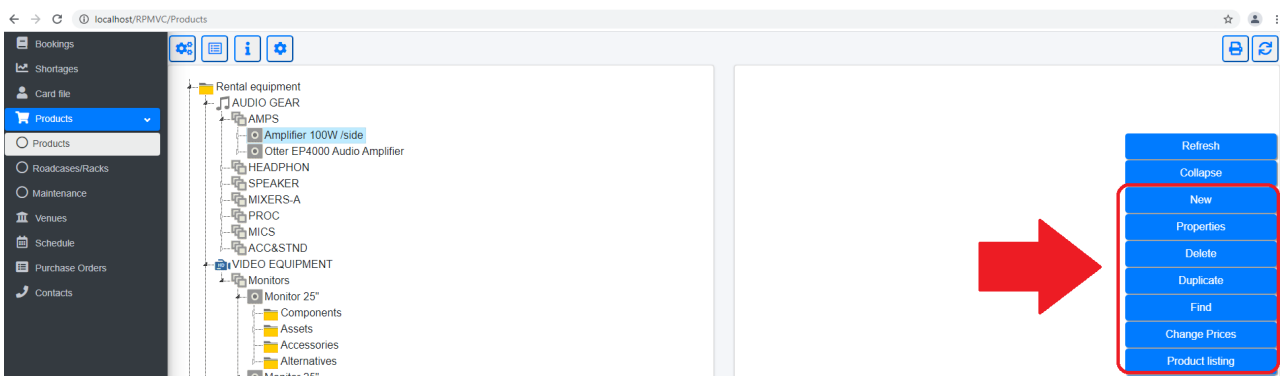 localhost/RPMVC/Products
Bookings
Shortages
Card file
Products
Products
Roadcases/Racks
Maintenance
Venues
Schedule
Purchase Orders
Contacts
Rental equipment
AUDIO GEAR
AMPS
Amplifier 100W /side
Otter EP4000 Audio Amplifier
HEADPHON
SPEAKER
MIXERS-A
PROC
MICS
ACC&STND
VIDEO EQUIPMENT
Monitors
Monitor 25"
Components
Assets
Accessories
Alternatives
Monitor 35"
Refresh
Collapse
New
Properties
Delete
Duplicate
Find
Change Prices
Product listing